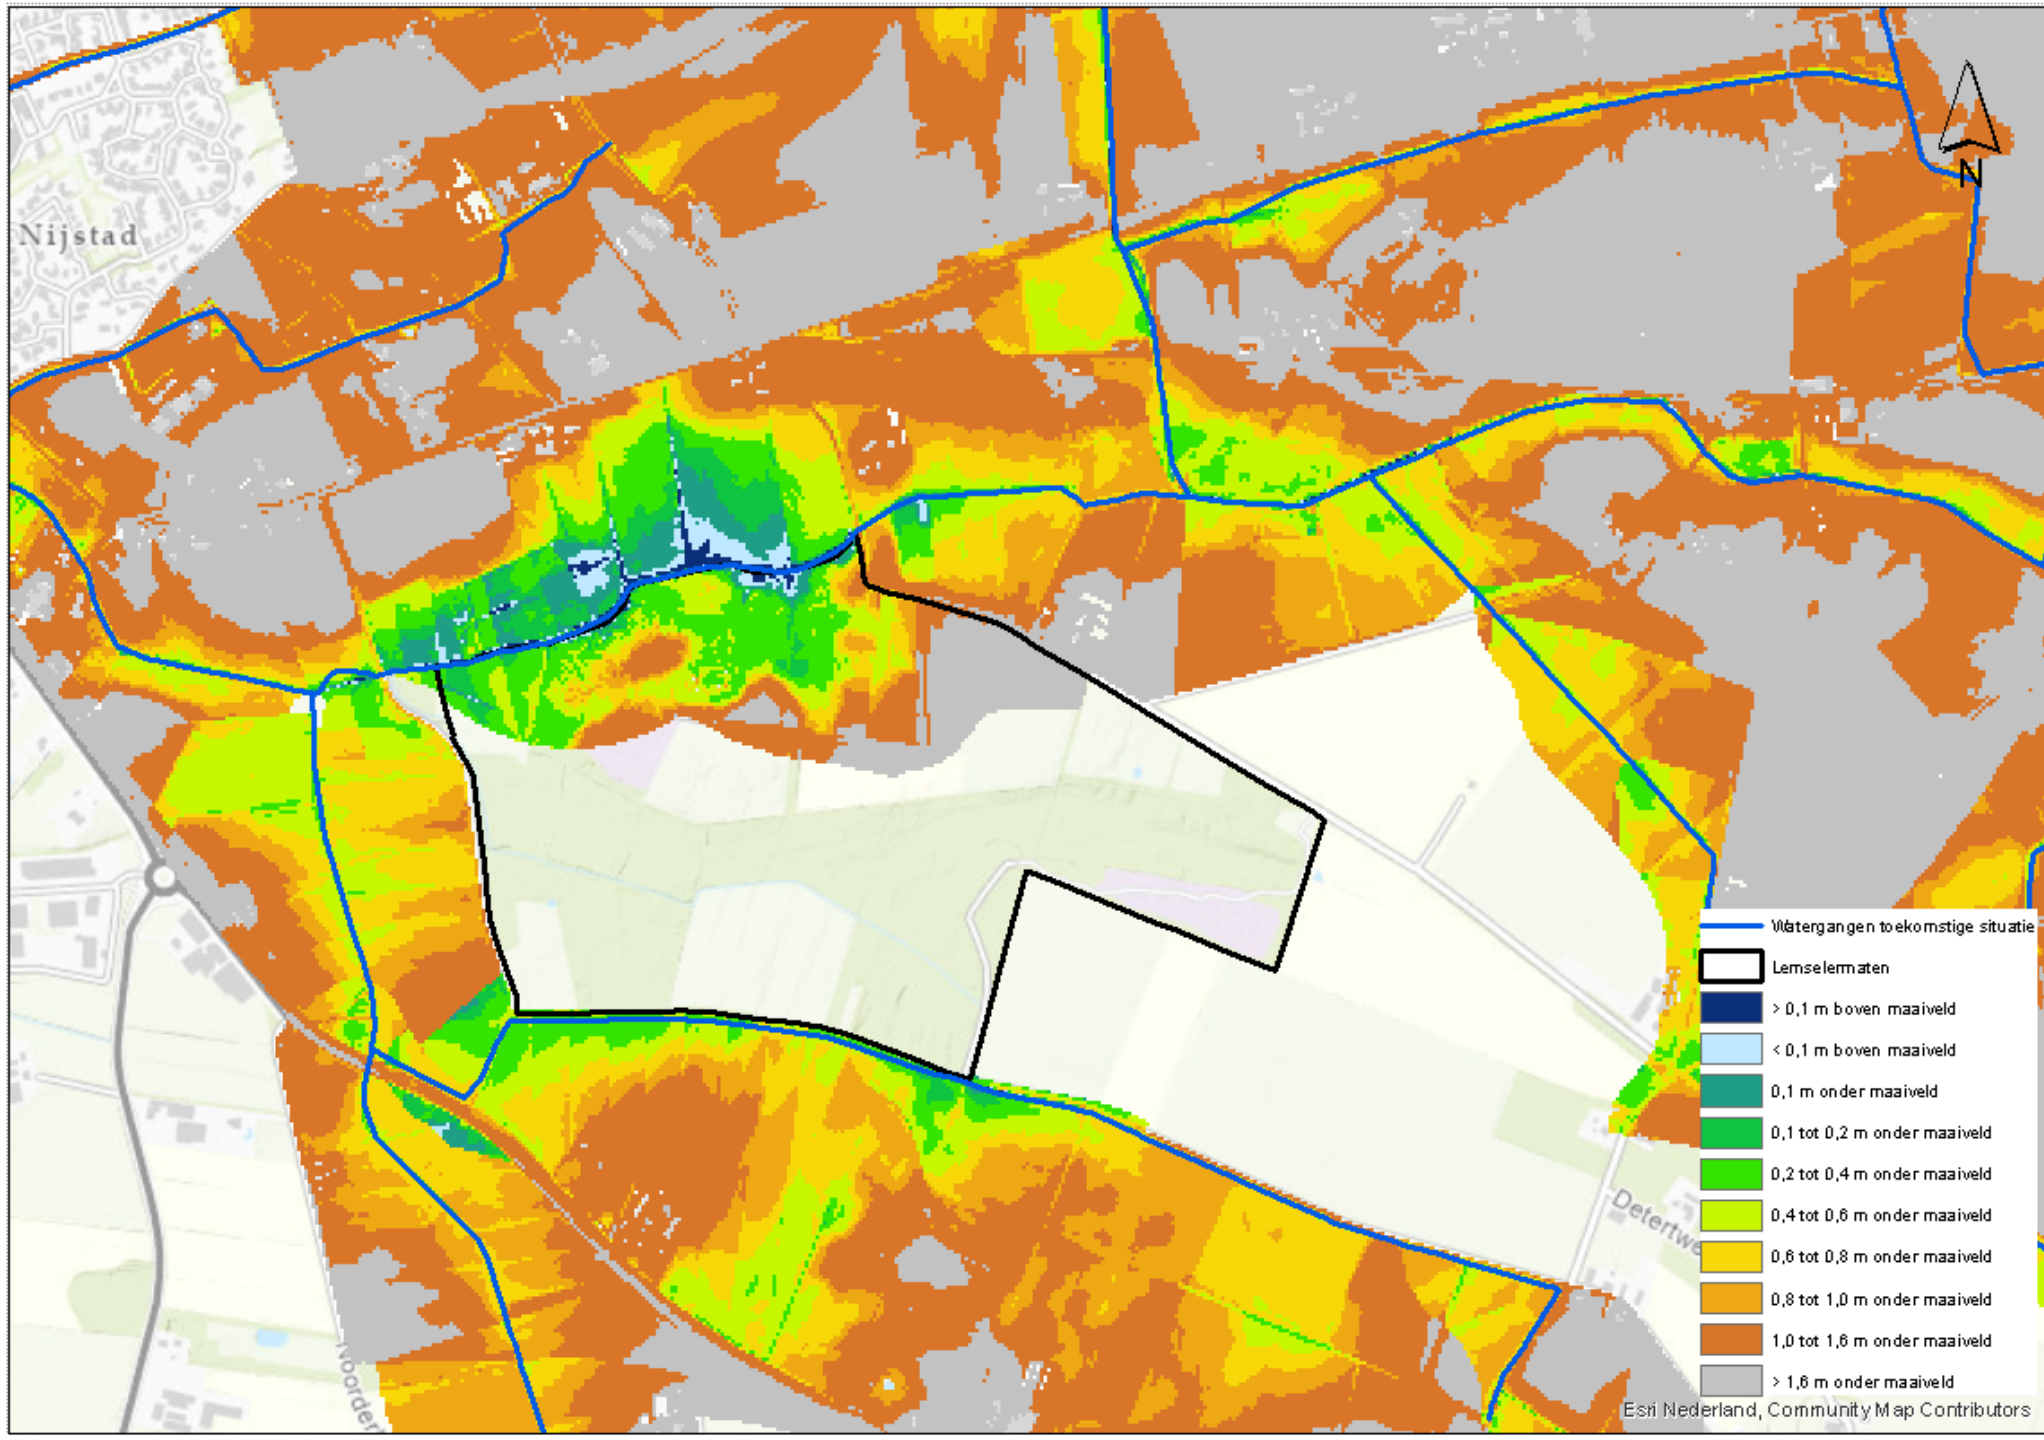 N
Nijstad
Watergangen toekomstige situatie
Lemselermaten
> 0,1 m boven maaiveld
< 0,1 m boven maaiveld
0,1 m onder maaiveld
0,1 tot 0,2 m onder maaiveld
0,2 tot 0,4 m onder maaiveld
0,4 tot 0,6 m onder maaiveld
0,6 tot 0,8 m onder maaiveld
0,8 tot 1,0 m onder maaiveld
1,0 tot 1,6 m onder maaiveld
> 1,6 m onder maaiveld
Detertwe
Noordert
Esri Nederland, Community Map Contributors